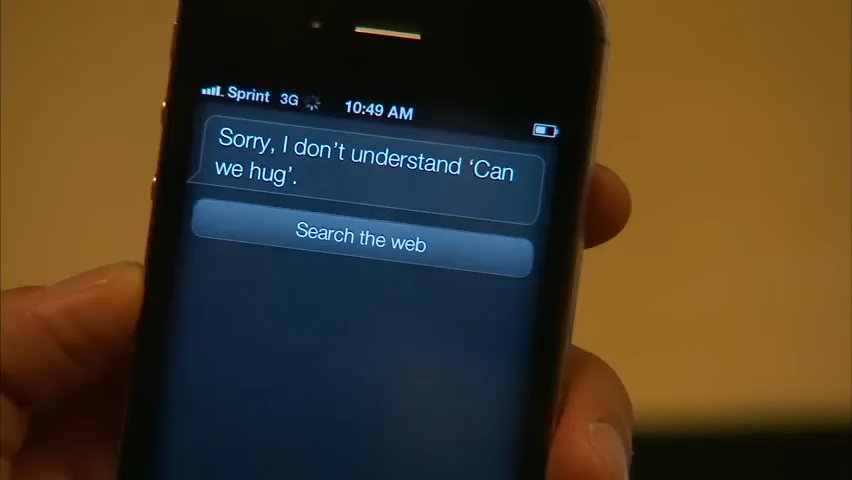 Sprint 3G 10:49 AM
Sorry, I don't understand ‘Can
we hug’.
Search the web